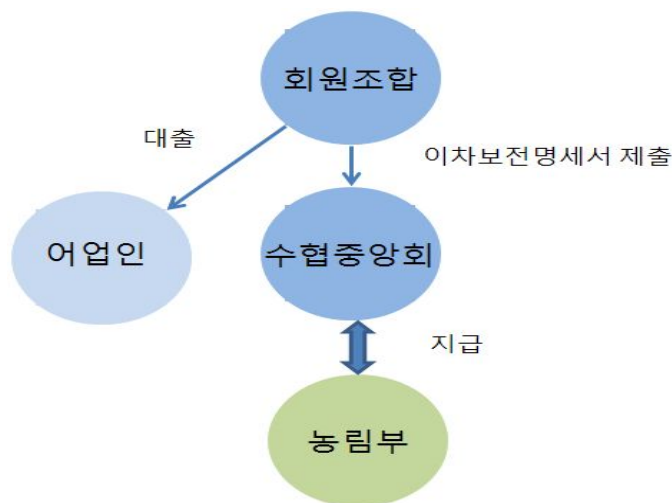 회원조합
대출
이차보전명세서 제출
어업인
수협중앙회
지급
농림부